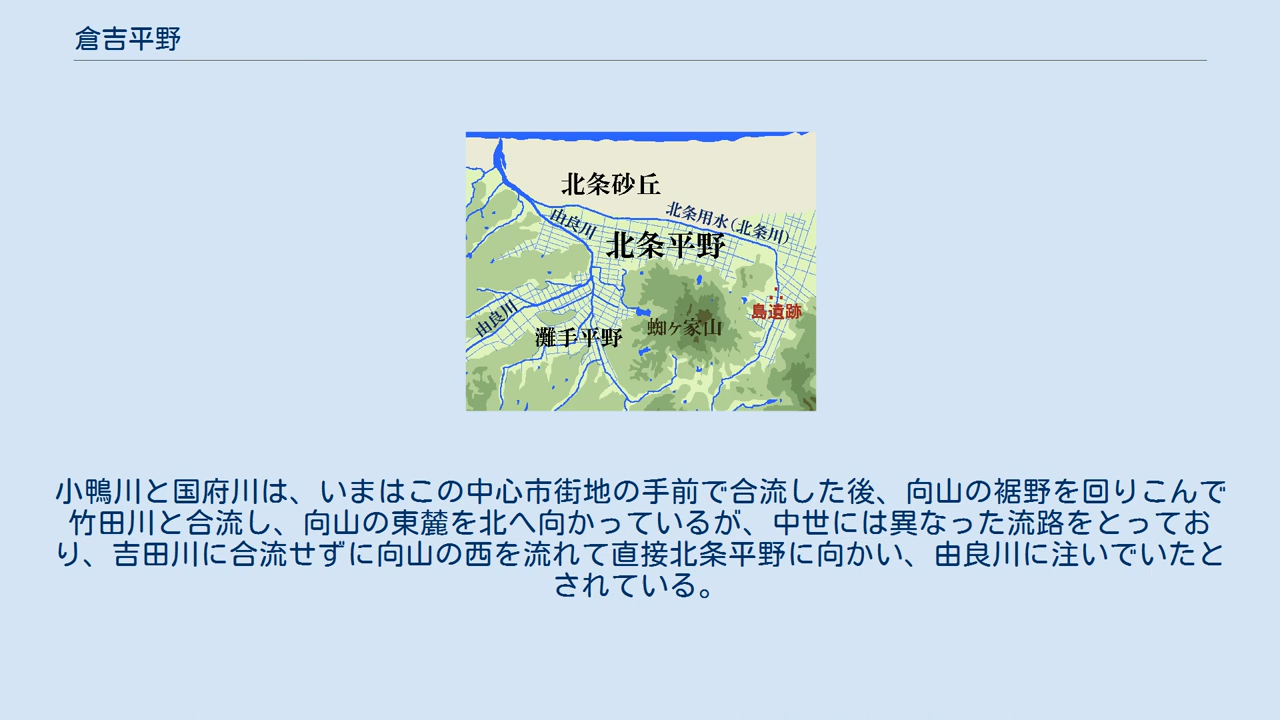 倉吉平野
北条砂丘
北条用水(北条川)
由良川
北条平野
島遺跡
由良川
蜘ヶ家山
灘手平野
小鴨川と国府川は、いまはこの中心市街地の手前で合流した後、向山の裾野を回りこんで
竹田川と合流し、向山の東麓を北へ向かっているが、中世には異なった流路をとってお
り、吉田川に合流せずに向山の西を流れて直接北条平野に向かい、由良川に注いでいたと
されている。